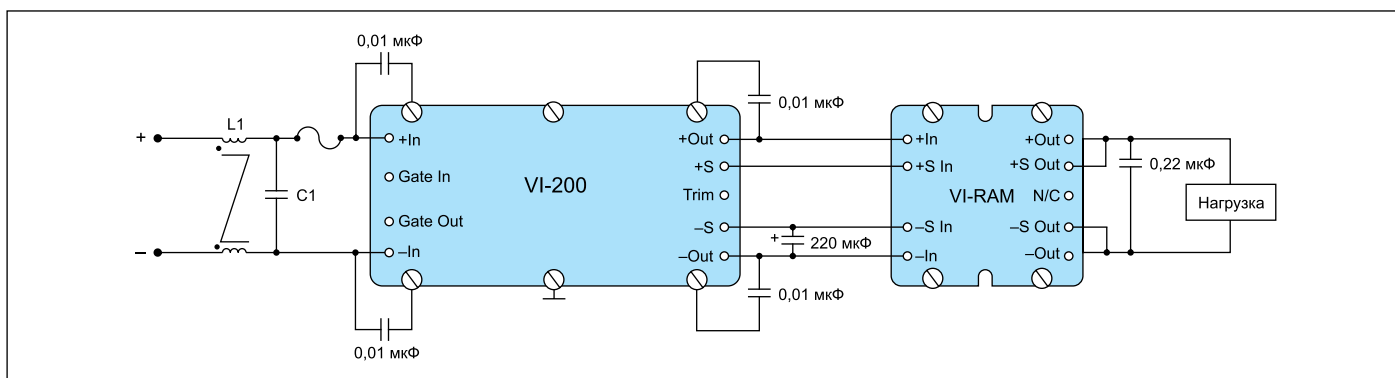 0,01 мкФ
L1
+
–
C1
0,01 мкФ
+In
Gate In
Gate Out
–In
VI-200
+Out
+S
Trim
–S
–Out
0,01 мкФ
+
220 мкФ
0,01 мкФ
+In
+S In
–S In
–In
VI-RAM
+Out
+S Out
N/C
–S Out
–Out
0,22 мкФ
Нагрузка